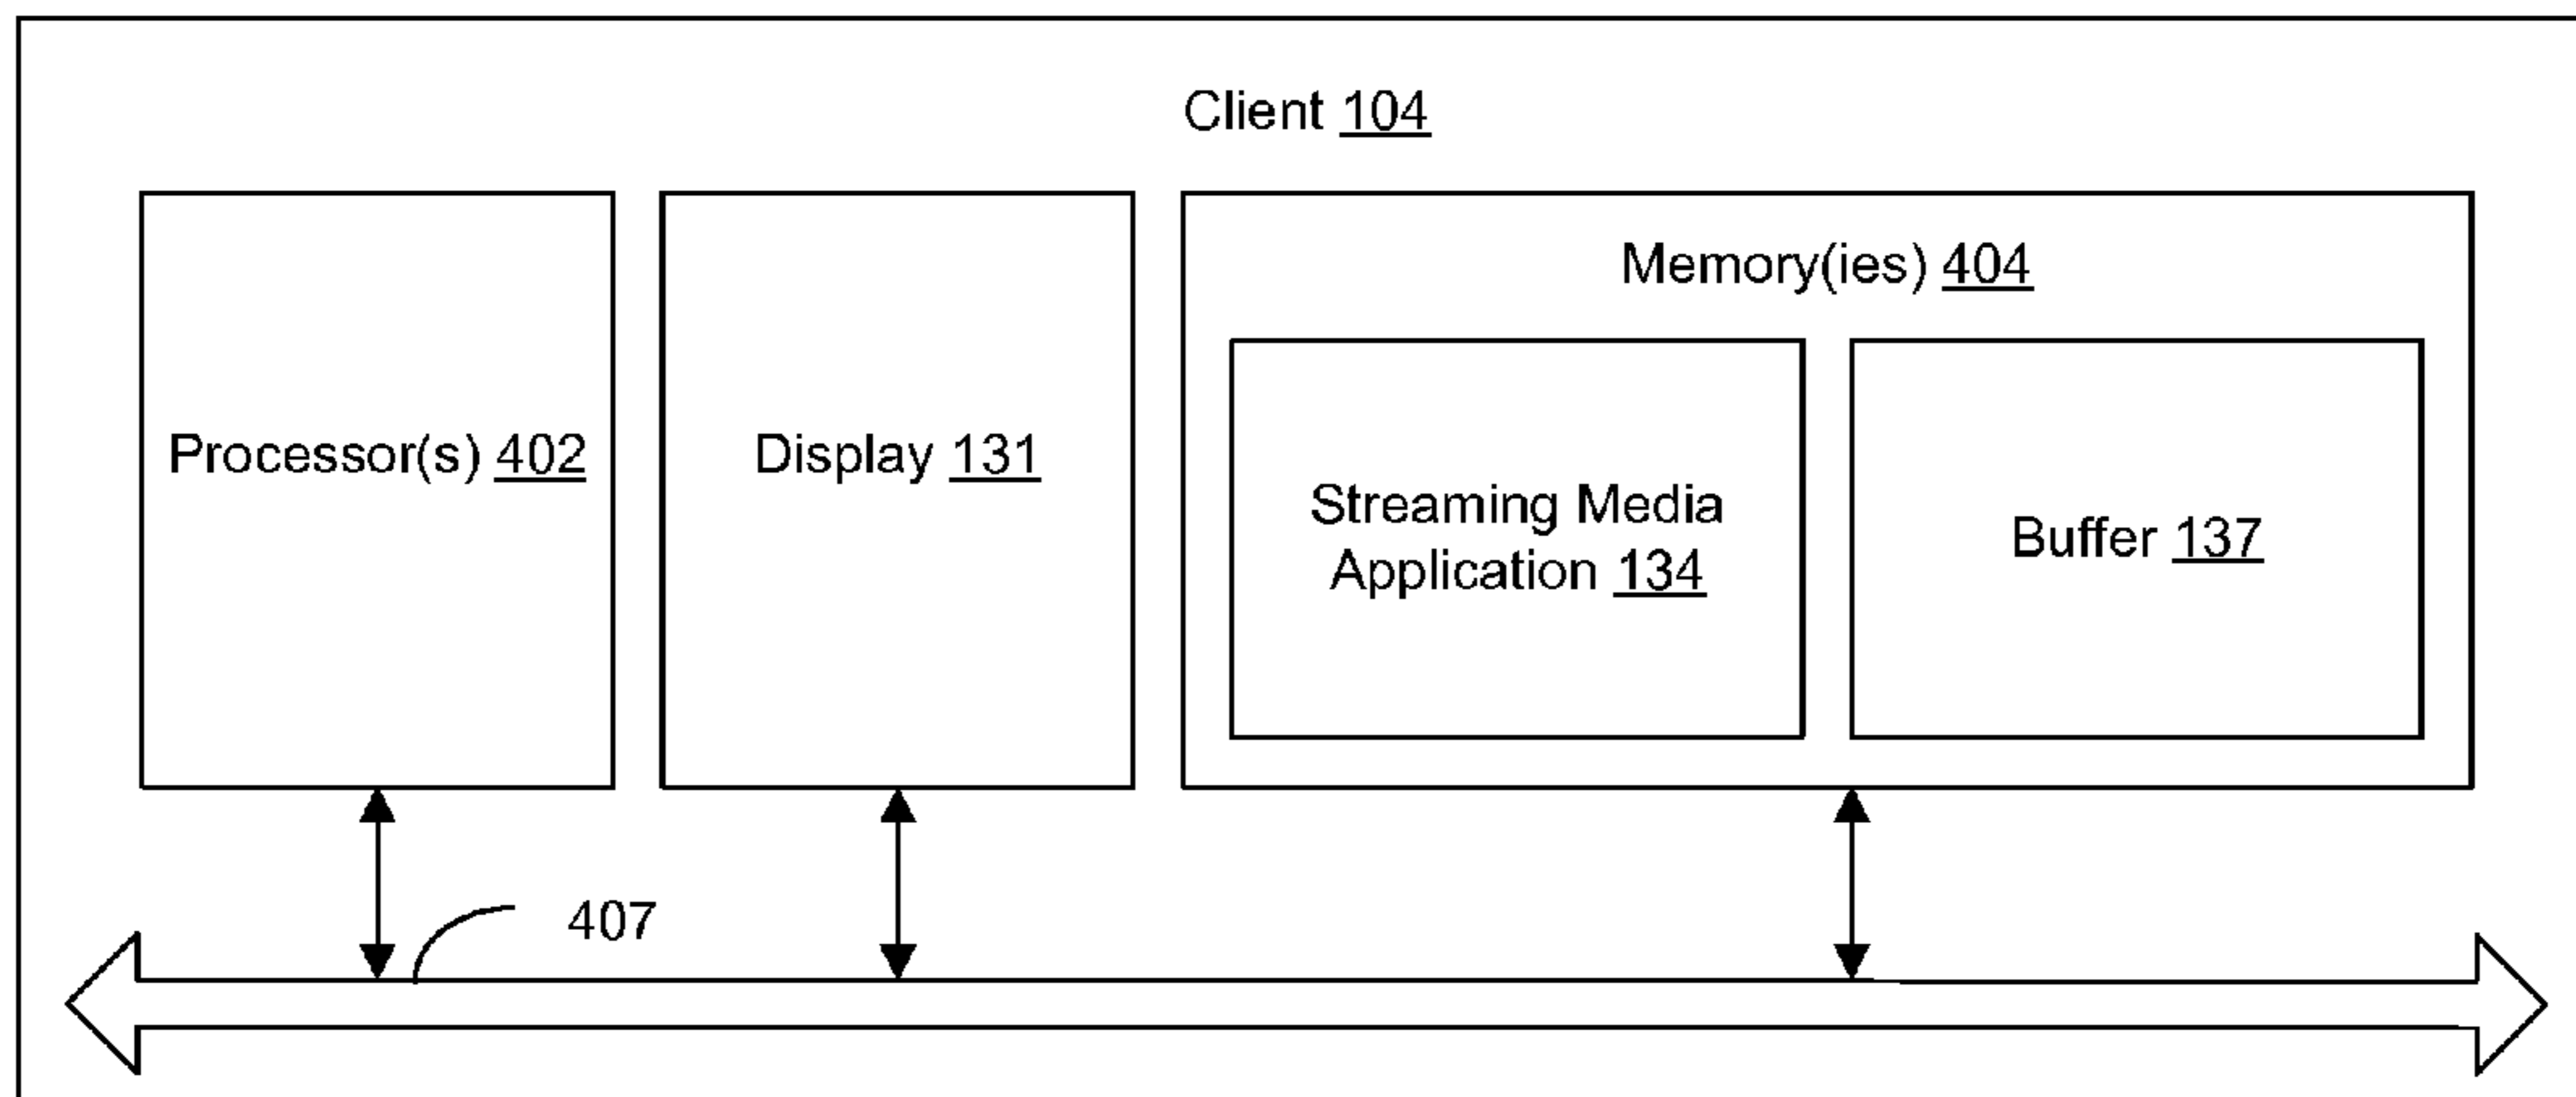 Client 104
Memory(ies) 404
Processor(s) 402
Display 131
Streaming Media
Application 134
Buffer 137
407